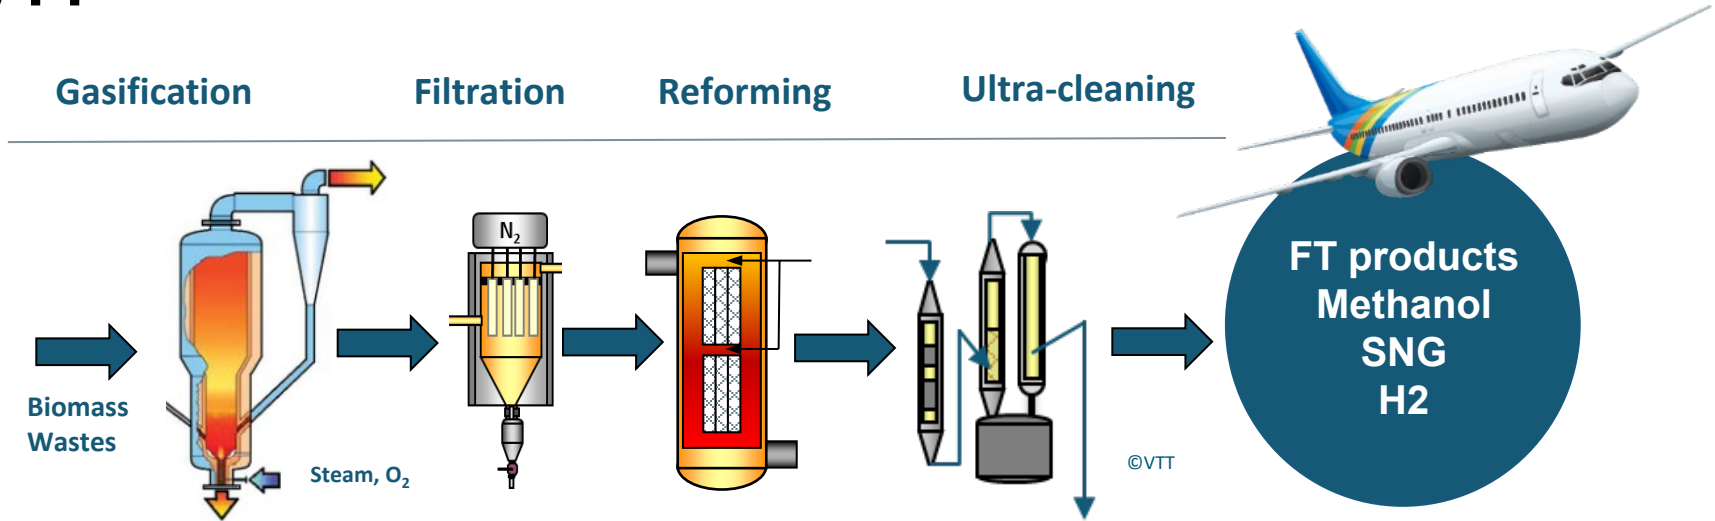 Gasification
Filtration
Reforming
Ultra-cleaning
N₂
Biomass
Wastes
Steam, O₂
©VTT
FT products
Methanol
SNG
H2